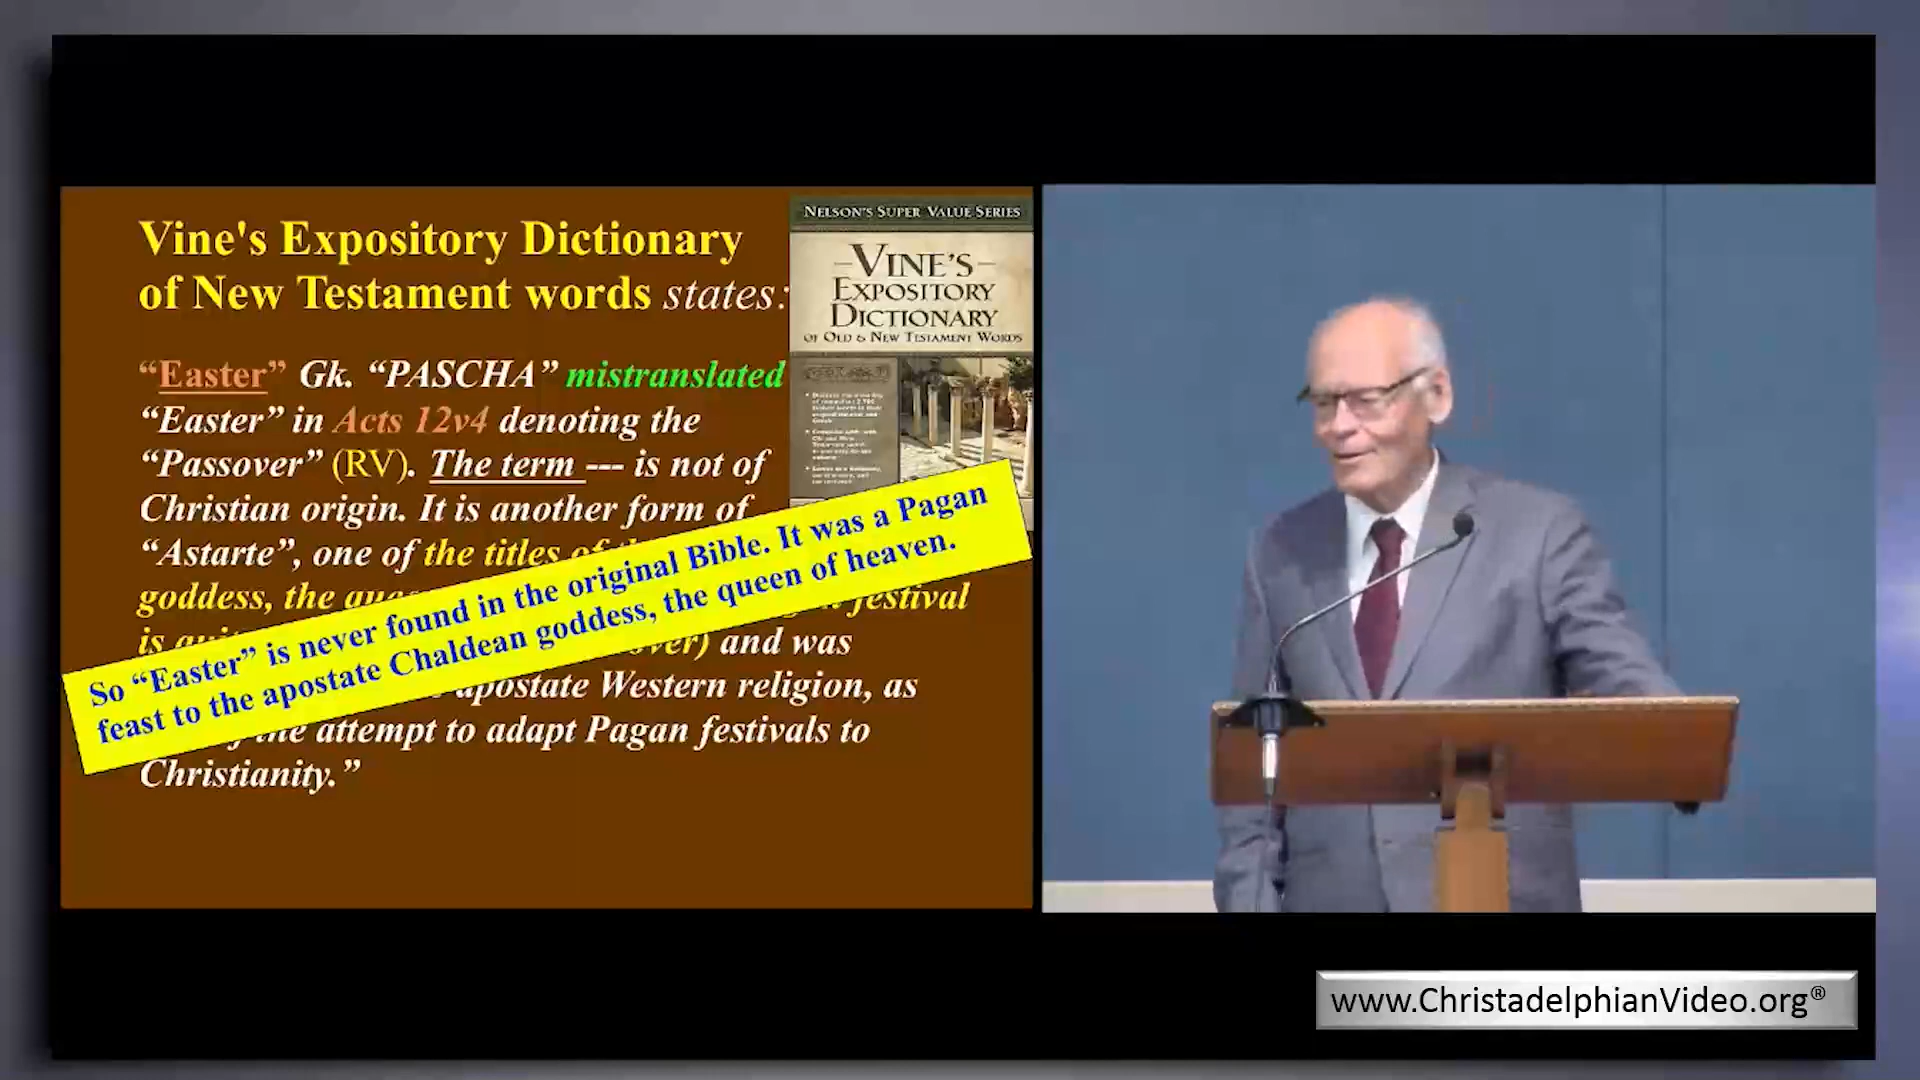 Vine's Expository Dictionary
of New Testament words states:
“Easter” Gk. “PASCHA” mistranslated
“Easter” in Acts 12v4 denoting the
“Passover” (RV). The term --- is not of
Christian origin. It is another form of
“Astarte”, one of the titles of
goddess, the festival
is and was
apostate Western religion, as
the attempt to adapt Pagan festivals to
Christianity.”
So “Easter” is never found in the original Bible. It was a Pagan
feast to the apostate Chaldean goddess, the queen of heaven.
NELSON'S SUPER VALUE SERIES
VINE'S
EXPOSITORY
DICTIONARY
OF OLD & NEW TESTAMENT WORDS
www.ChristadelphianVideo.org®